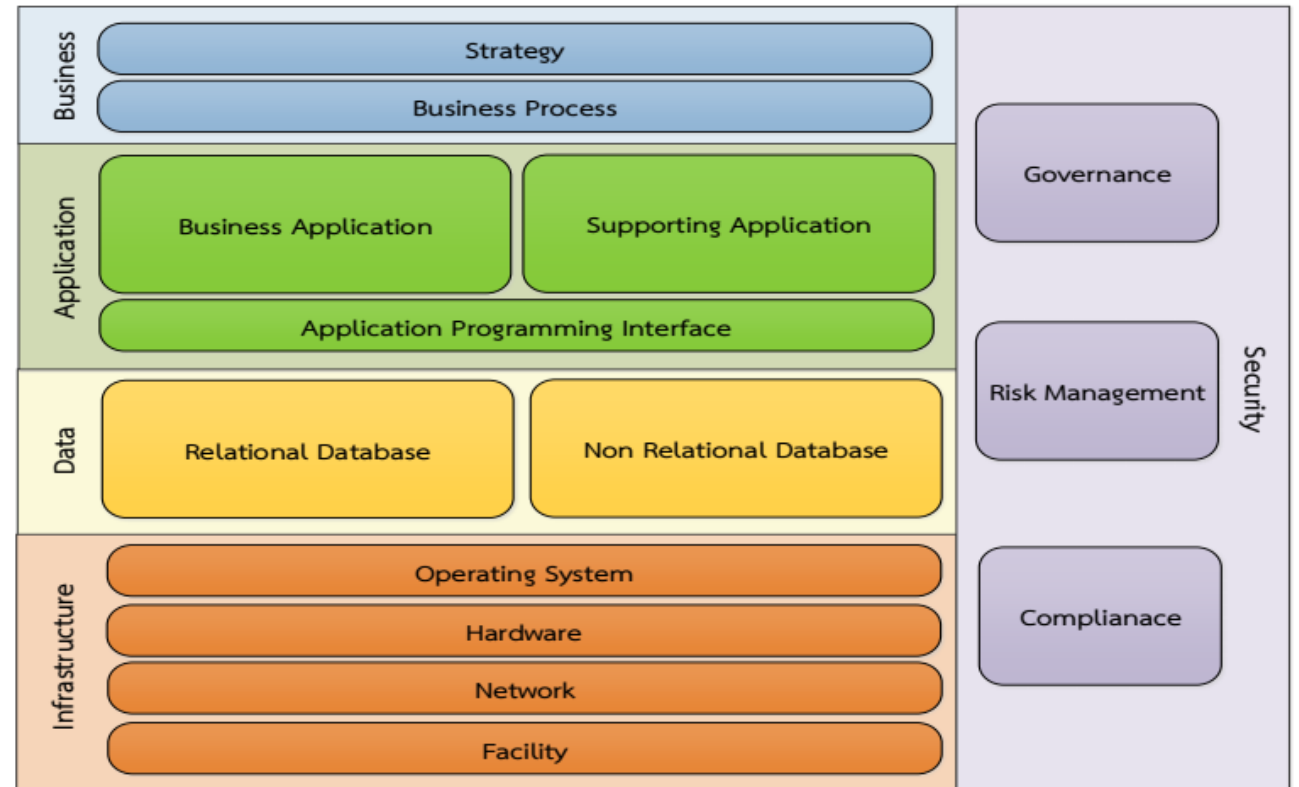 Business
Strategy
Business Process
Application
Business Application
Supporting Application
Application Programming Interface
Data
Relational Database
Non Relational Database
Infrastructure
Operating System
Hardware
Network
Facility
Security
Governance
Risk Management
Complianace